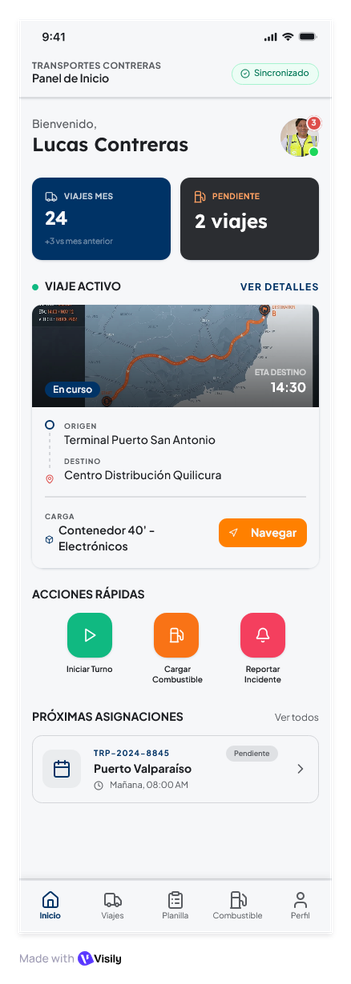 9:41
TRANSPORTES CONTRERAS
Panel de Inicio
Sincronizado
Bienvenido,
Lucas Contreras
3
VIAJES MES
24
+3 vs mes anterior
PENDIENTE
2 viajes
VIAJE ACTIVO
VER DETALLES
B
En curso
ETA DESTINO
14:30
ORIGEN
Terminal Puerto San Antonio
DESTINO
Centro Distribución Quilicura
CARGA
Contenedor 40' -
Electrónicos
Navegar
ACCIONES RÁPIDAS
Iniciar Turno
Cargar
Combustible
Reportar
Incidente
PRÓXIMAS ASIGNACIONES
Ver todos
TRP-2024-8845
Pendiente
Puerto Valparaíso
Mañana, 08:00 AM
Inicio
Viajes
Planilla
Combustible
Perfil
Made with Visily